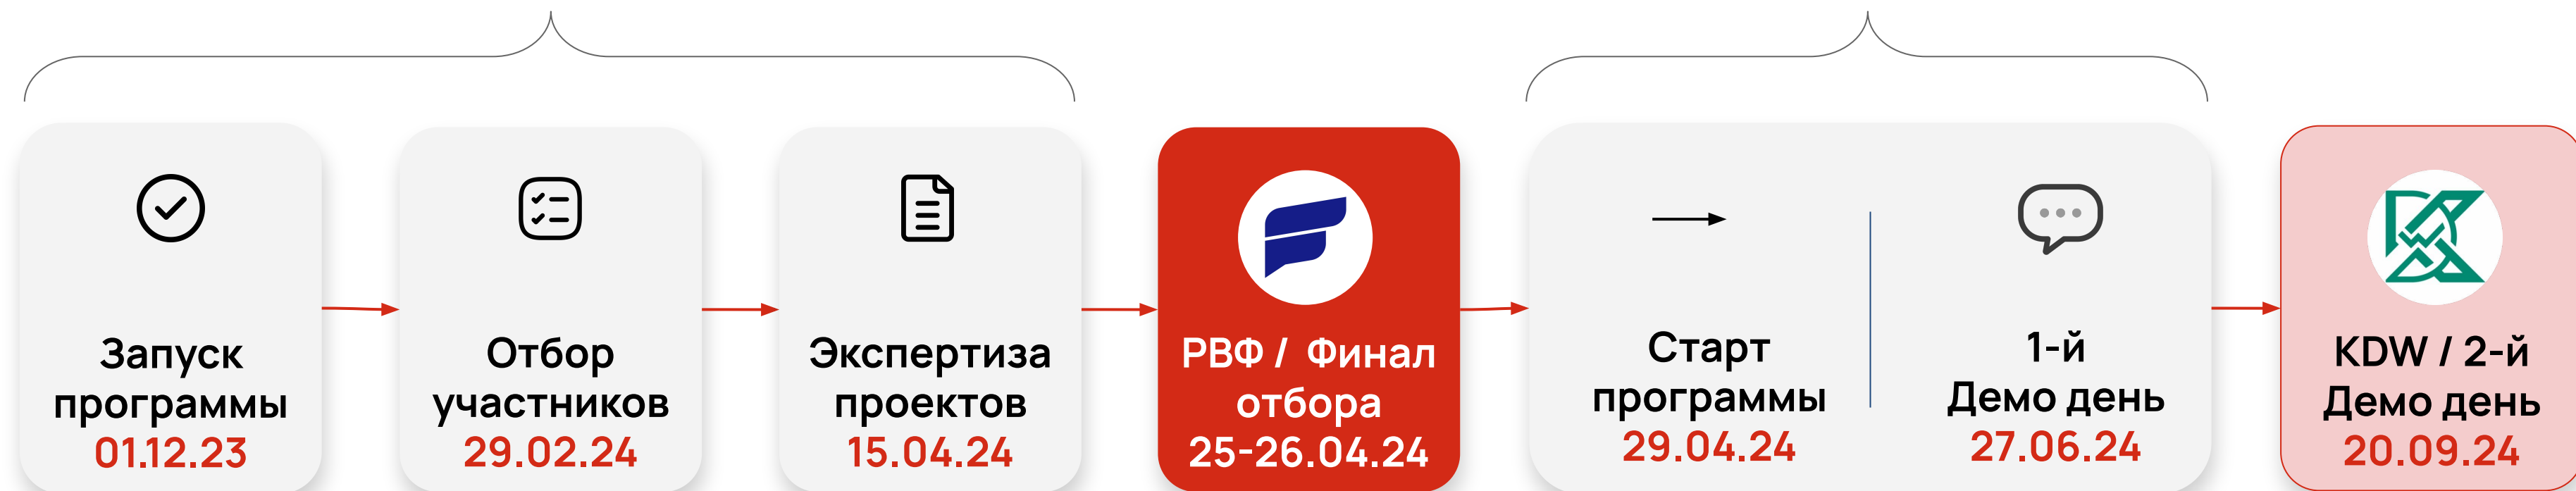 Запуск
программы
01.12.23
Отбор
участников
29.02.24
Экспертиза
проектов
15.04.24
РВФ / Финал
отбора
25-26.04.24
Старт
программы
29.04.24
1-й
Демо день
27.06.24
KDW / 2-й
Демо день
20.09.24